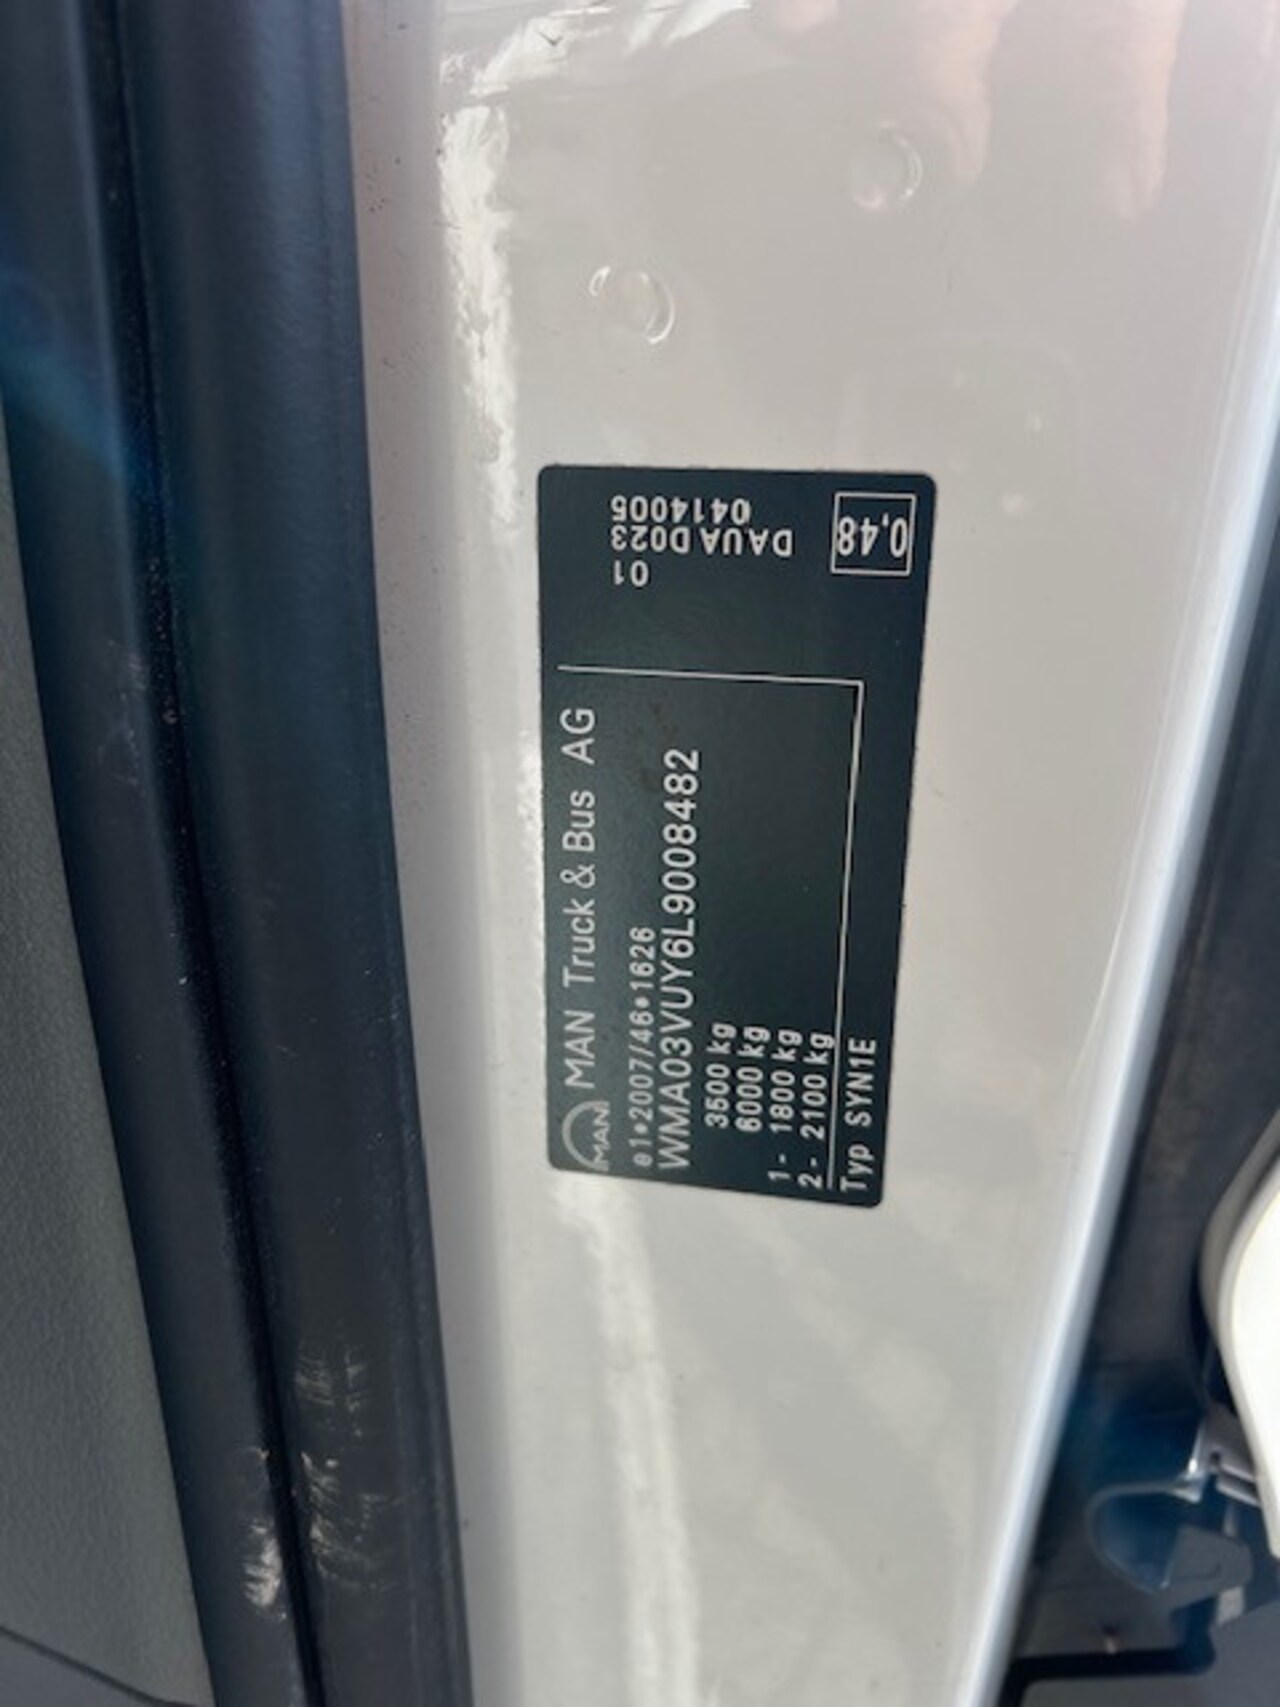 MAN
MAN Truck & Bus AG
e1*2007/46*1626
WMA03VUY6L9008482
3500 kg
6000 kg
1- 1800 kg
2- 2100 kg
Typ SYN1E
01
DAUA D023
0414005
0,48